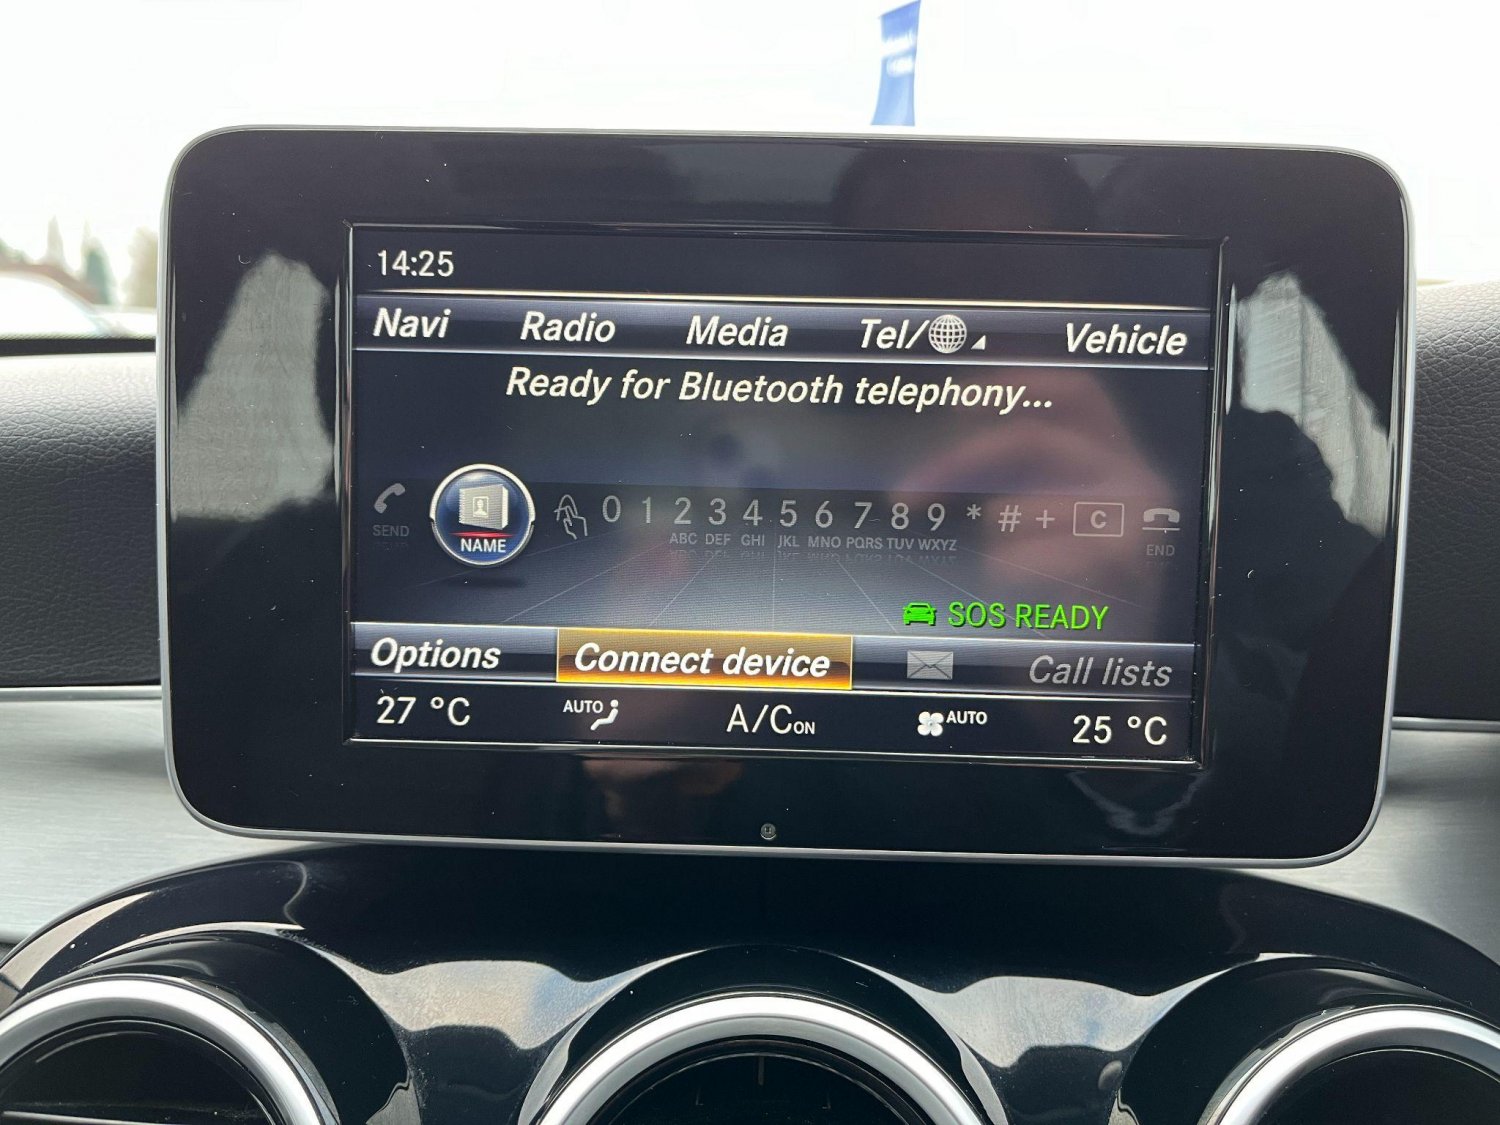 14:25
Navi Radio Media Tel/ Vehicle
Ready for Bluetooth telephony...
SEND NAME 0 1 2 3 4 5 6 7 8 9 * # + C END
ABC DEF GHI JKL MNO PQRS TUV WXYZ
SOS READY
Options Connect device Call lists
27 °C AUTO A/C ON AUTO 25 °C